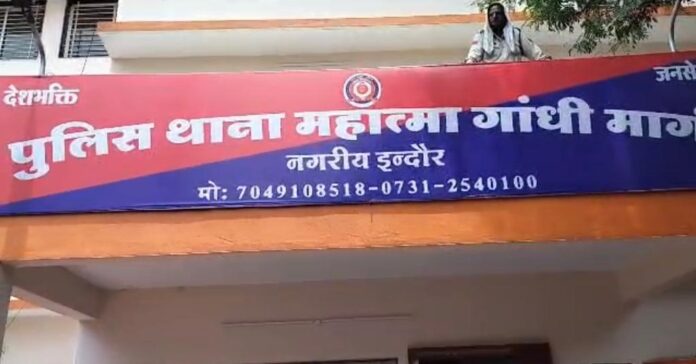 देशभक्ति जनसे
पुलिस थाना महात्मा गांधी माग
नगरीय इन्दौर
मो: 7049108518-0731-2540100